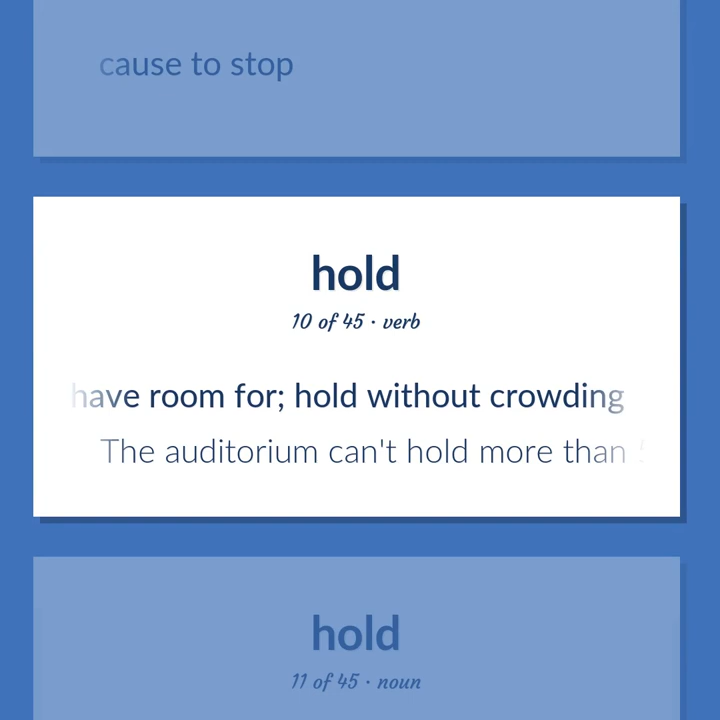 cause to stop
hold
10 of 45 · verb
have room for; hold without crowding
The auditorium can't hold more than
hold
11 of 45 · noun